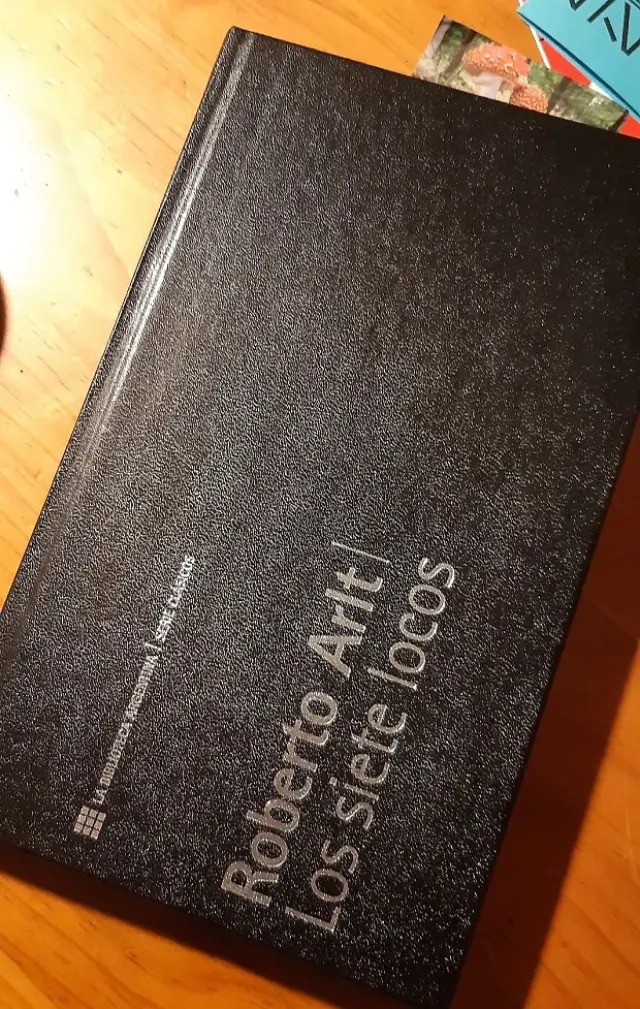 LA BIBLIOTECA ARGENTINA | SERIE CLÁSICOS
Roberto Arlt |
Los siete locos